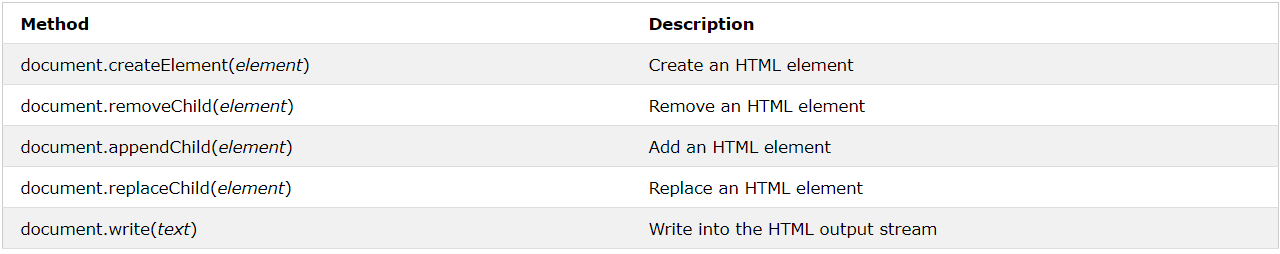 Method Description
document.createElement(element) Create an HTML element
document.removeChild(element) Remove an HTML element
document.appendChild(element) Add an HTML element
document.replaceChild(element) Replace an HTML element
document.write(text) Write into the HTML output stream